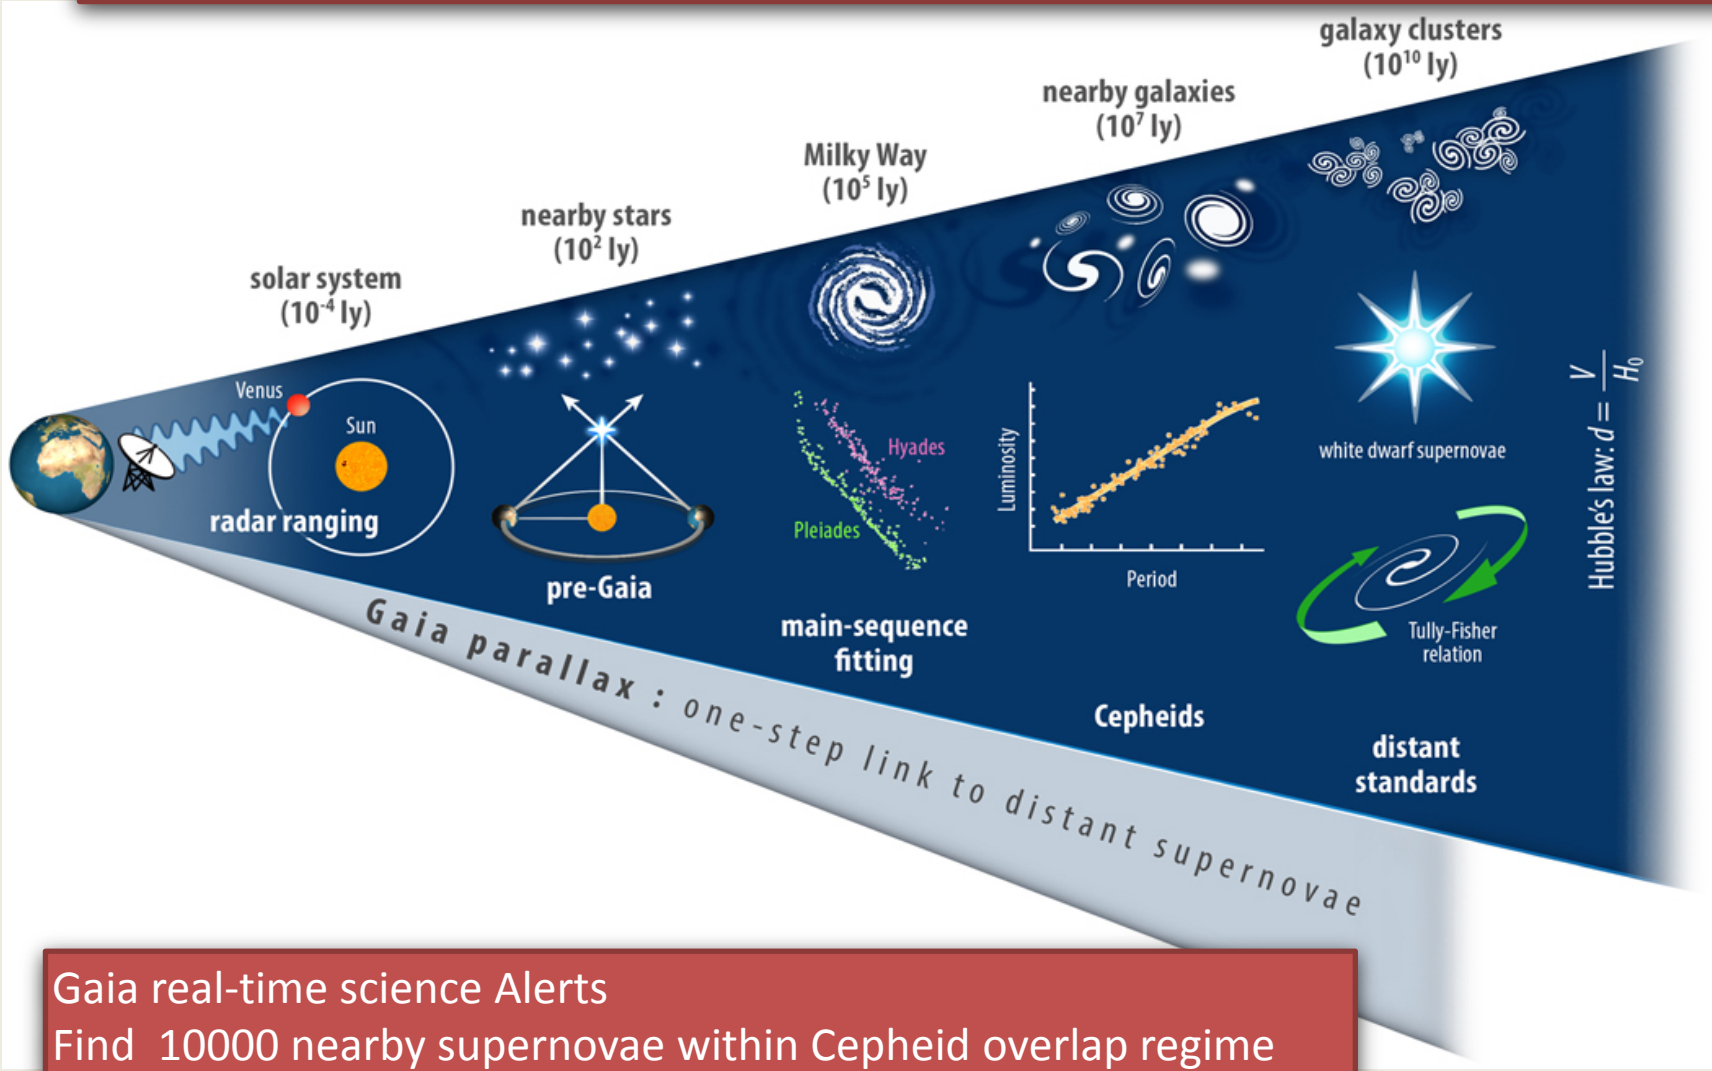 galaxy clusters
(10¹⁰ ly)
nearby galaxies
(10⁷ ly)
Milky Way
(10⁵ ly)
nearby stars
(10² ly)
solar system
(10⁻⁴ ly)
Venus
Sun
radar ranging
pre-Gaia
Hyades
Pleiades
main-sequence
fitting
Luminosity
Period
Cepheids
white dwarf supernovae
Tully-Fisher
relation
distant
standards
Hubble's law: d = V/H₀
Gaia parallax : one-step link to distant supernovae
Gaia real-time science Alerts
Find 10000 nearby supernovae within Cepheid overlap regime